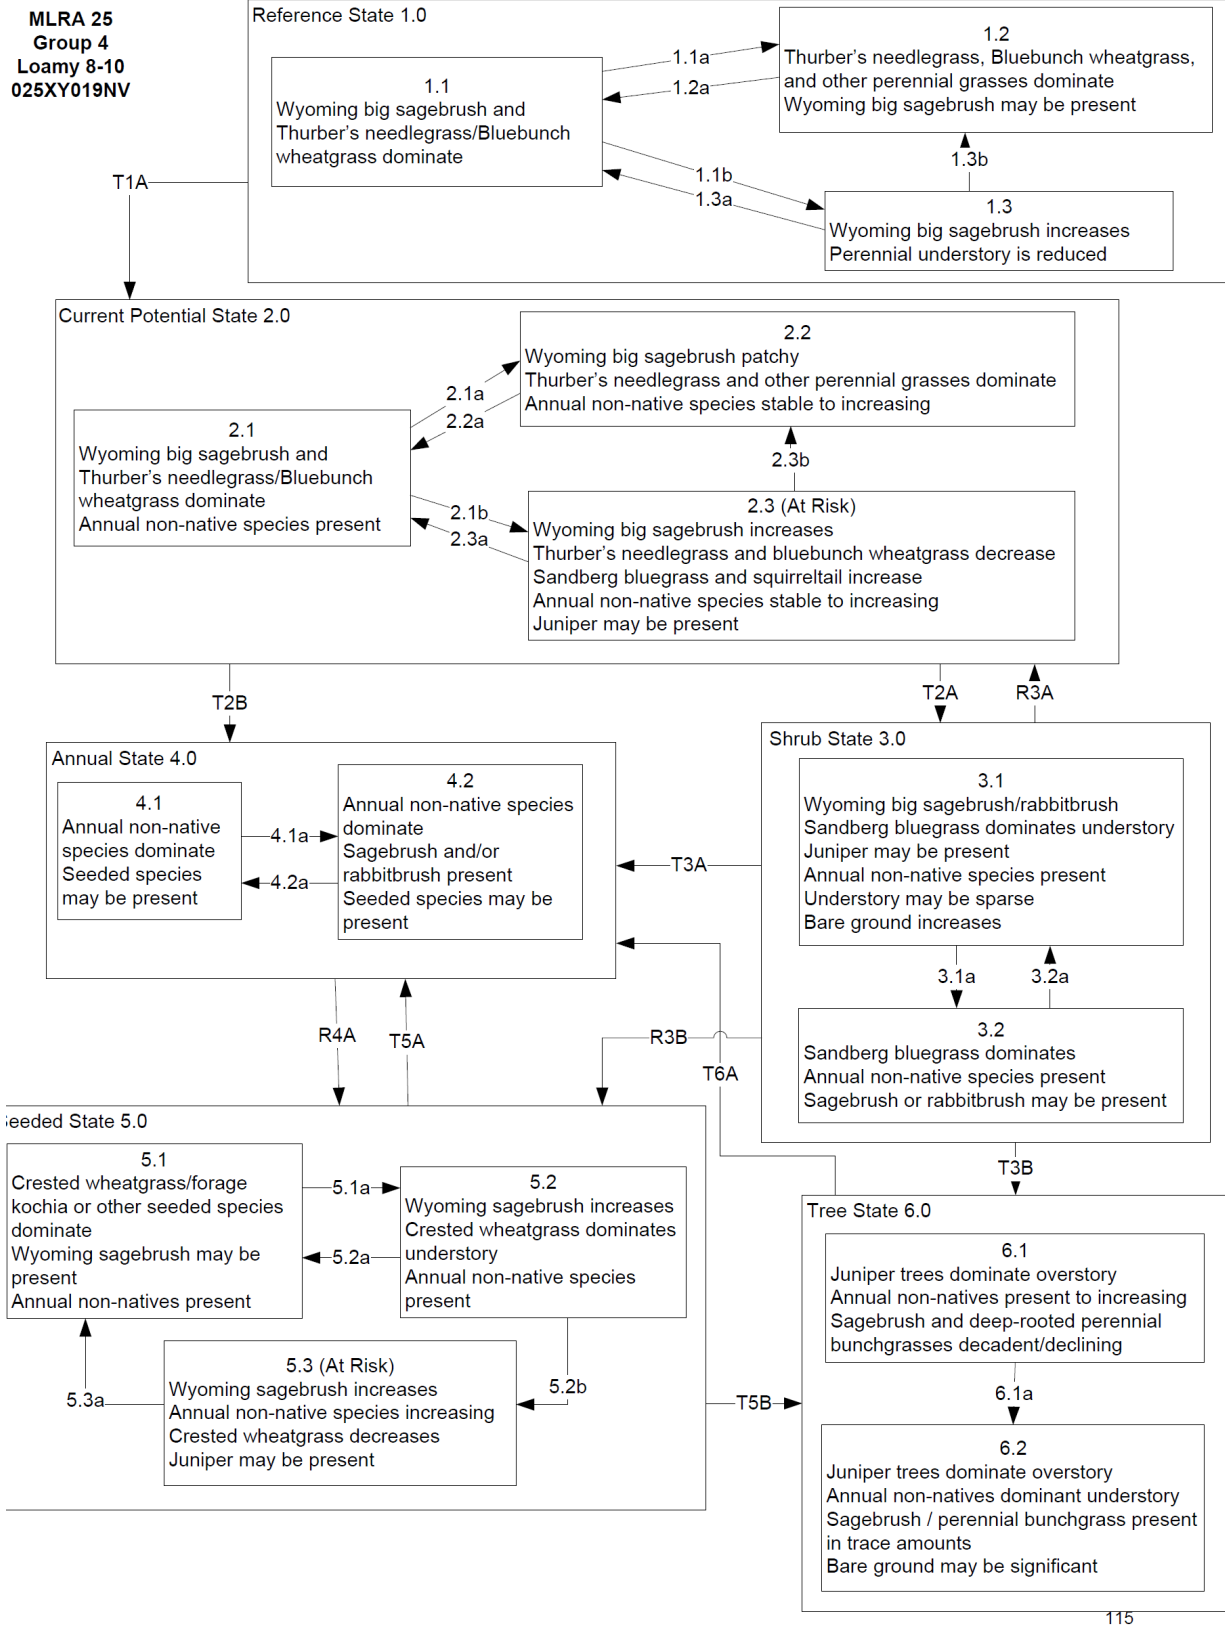 MLRA 25
Group 4
Loamy 8-10
025XY019NV
Reference State 1.0
1.1
Wyoming big sagebrush and
Thurber's needlegrass/Bluebunch
wheatgrass dominate
1.1a
1.2a
1.2
Thurber's needlegrass, Bluebunch wheatgrass,
and other perennial grasses dominate
Wyoming big sagebrush may be present
1.1b
1.3a
1.3b
1.3
Wyoming big sagebrush increases
Perennial understory is reduced
T1A
Current Potential State 2.0
2.1
Wyoming big sagebrush and
Thurber's needlegrass/Bluebunch
wheatgrass dominate
Annual non-native species present
2.1a
2.2a
2.2
Wyoming big sagebrush patchy
Thurber's needlegrass and other perennial grasses dominate
Annual non-native species stable to increasing
2.3b
2.1b
2.3a
2.3 (At Risk)
Wyoming big sagebrush increases
Thurber's needlegrass and bluebunch wheatgrass decrease
Sandberg bluegrass and squirreltail increase
Annual non-native species stable to increasing
Juniper may be present
T2B
T2A
R3A
Annual State 4.0
4.1
Annual non-native
species dominate
Seeded species
may be present
4.1a
4.2a
4.2
Annual non-native species
dominate
Sagebrush and/or
rabbitbrush present
Seeded species may be
present
T3A
Shrub State 3.0
3.1
Wyoming big sagebrush/rabbitbrush
Sandberg bluegrass dominates understory
Juniper may be present
Annual non-native species present
Understory may be sparse
Bare ground increases
3.1a
3.2a
3.2
Sandberg bluegrass dominates
Annual non-native species present
Sagebrush or rabbitbrush may be present
R4A
T5A
R3B
T6A
T3B
eeded State 5.0
5.1
Crested wheatgrass/forage
kochia or other seeded species
dominate
Wyoming sagebrush may be
present
Annual non-natives present
5.1a
5.2a
5.2
Wyoming sagebrush increases
Crested wheatgrass dominates
understory
Annual non-native species
present
5.3a
5.3 (At Risk)
Wyoming sagebrush increases
Annual non-native species increasing
Crested wheatgrass decreases
Juniper may be present
5.2b
T5B
Tree State 6.0
6.1
Juniper trees dominate overstory
Annual non-natives present to increasing
Sagebrush and deep-rooted perennial
bunchgrasses decadent/declining
6.1a
6.2
Juniper trees dominate overstory
Annual non-natives dominant understory
Sagebrush / perennial bunchgrass present
in trace amounts
Bare ground may be significant
115